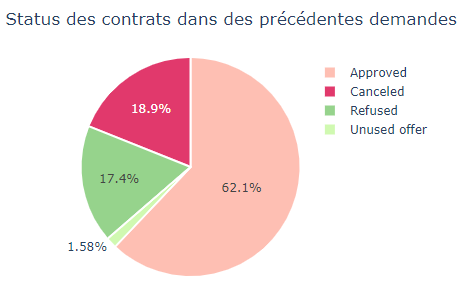 Status des contrats dans des précédentes demandes
Approved
Canceled
Refused
Unused offer
18.9%
17.4%
62.1%
1.58%